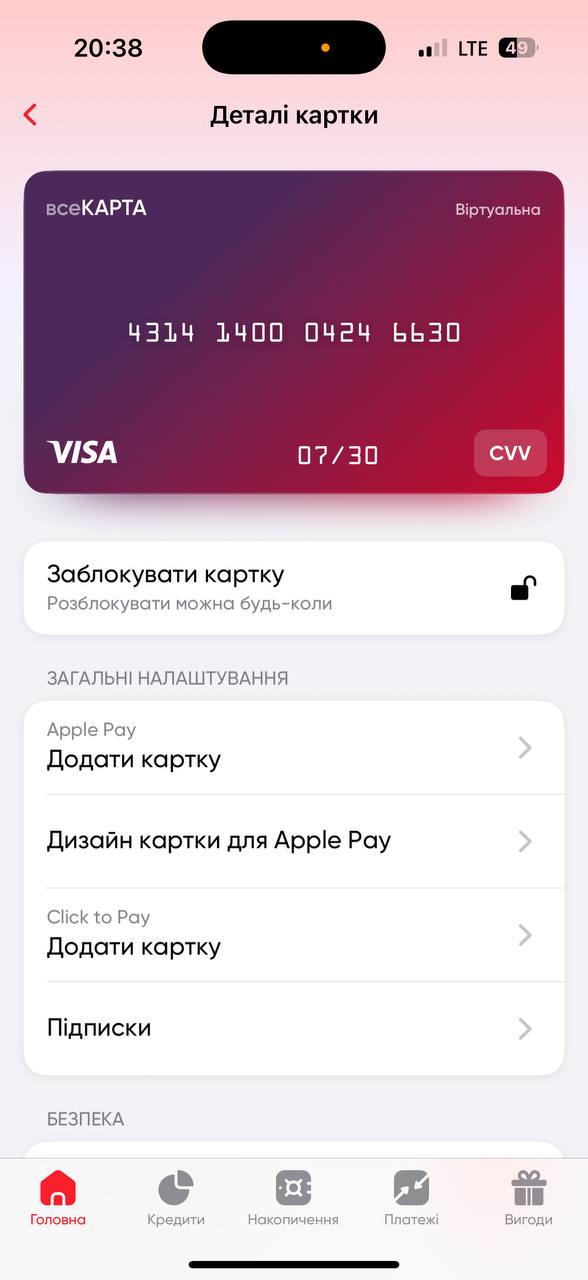 20:38
LTE 49
Деталі картки
всеКАРТА
Віртуальна
4314 1400 0424 6630
VISA
07/30
CVV
Заблокувати картку
Розблокувати можна будь-коли
ЗАГАЛЬНІ НАЛАШТУВАННЯ
Apple Pay
Додати картку
Дизайн картки для Apple Pay
Click to Pay
Додати картку
Підписки
БЕЗПЕКА
Головна
Кредити
Накопичення
Платежі
Вигоди